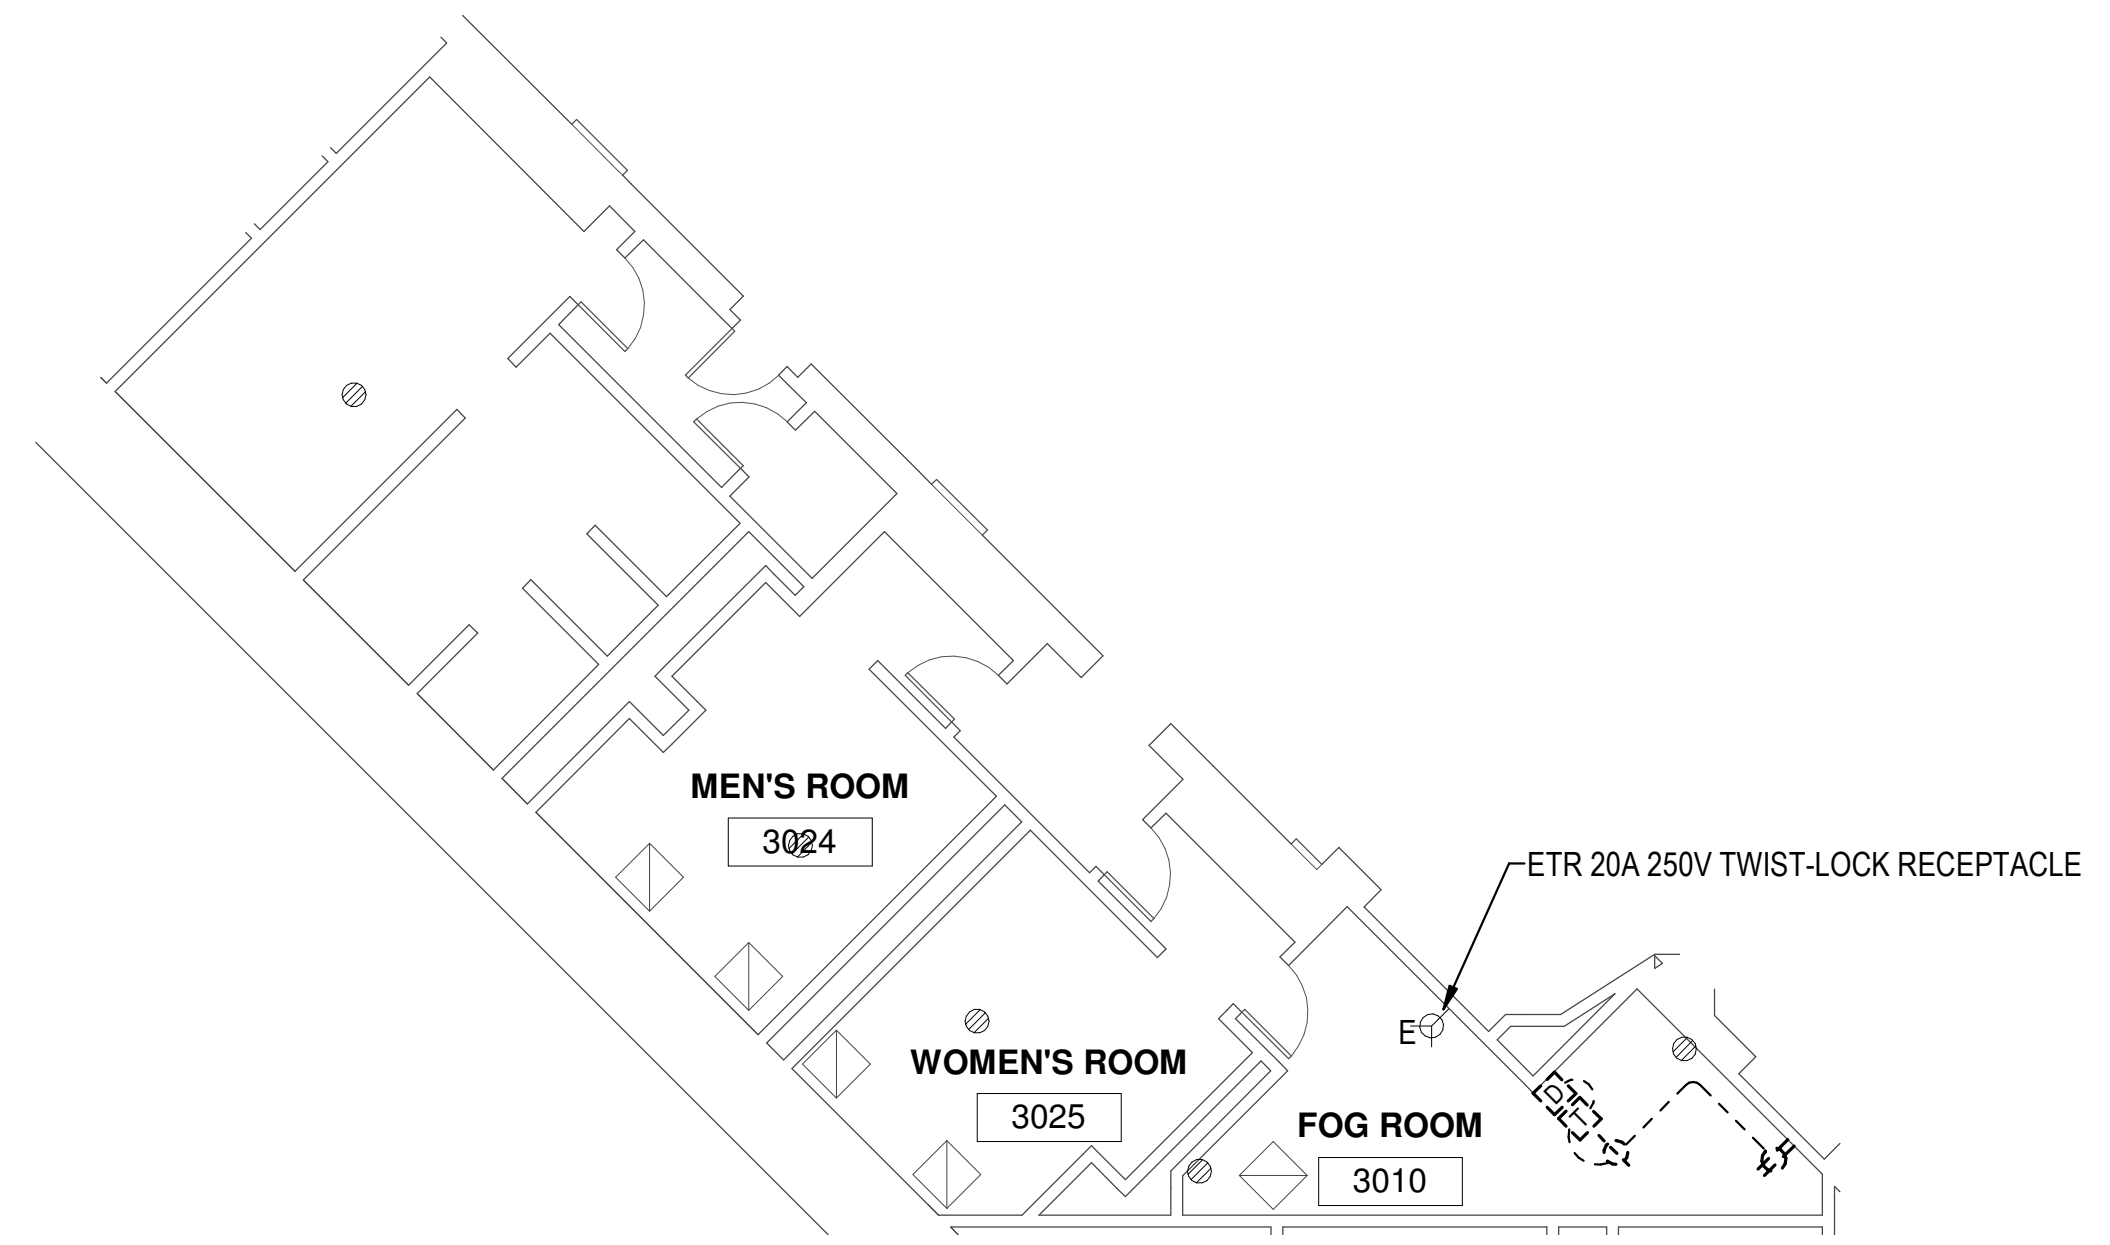 MEN'S ROOM
3024
ETR 20A 250V TWIST-LOCK RECEPTACLE
E
WOMEN'S ROOM
3025
D
T
FOG ROOM
3010